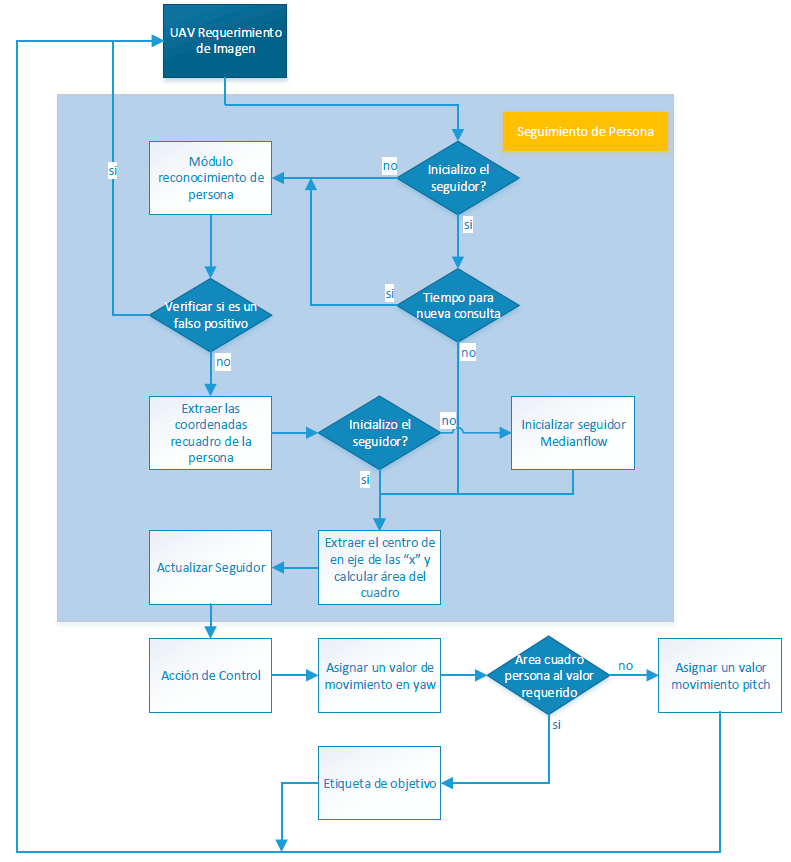 UAV Requerimiento
de Imagen
Seguimiento de Persona
Inicializo el
seguidor?
no
si
Módulo
reconocimiento de
persona
si
Tiempo para
nueva consulta
si
no
Verificar si es un
falso positivo
no
Extraer las
coordenadas
recuadro de la
persona
Inicializo el
seguidor?
no
si
Inicializar seguidor
Medianflow
Extraer el centro de
en eje de las “x” y
calcular área del
cuadro
Actualizar Seguidor
Acción de Control
Asignar un valor de
movimiento en yaw
Area cuadro
persona al valor
requerido
no
si
Asignar un valor
movimiento pitch
Etiqueta de objetivo